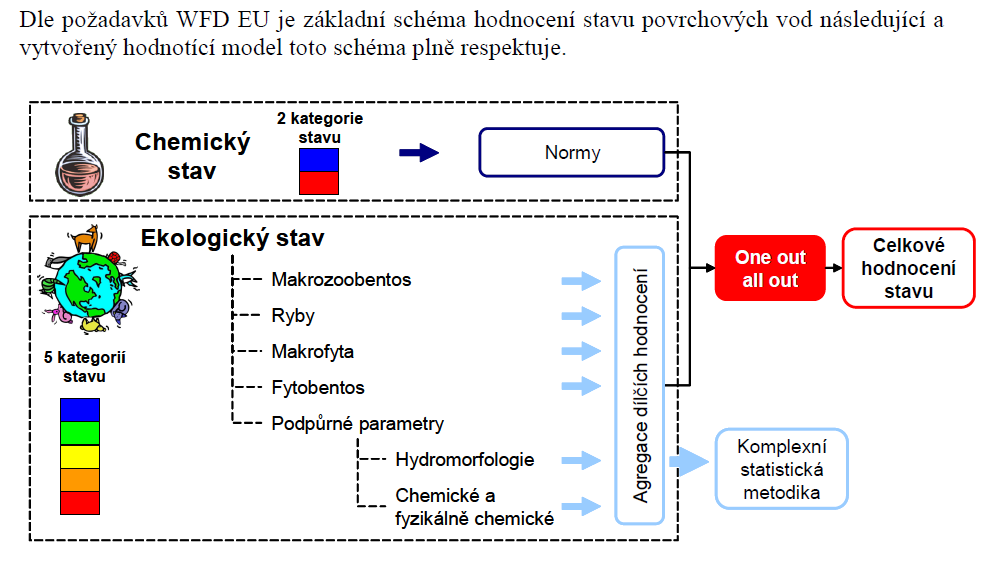 Dle požadavků WFD EU je základní schéma hodnocení stavu povrchových vod následující a
vytvořený hodnotící model toto schéma plně respektuje.
Chemický
stav
2 kategorie
stavu
Normy
Ekologický stav
5 kategorií
stavu
Makrozoobentos
Ryby
Makrofyta
Fytobentos
Podpůrné parametry
Hydromorfologie
Chemické a
fyzikálně chemické
Agregace dílčích hodnocení
One out
all out
Celkové
hodnocení
stavu
Komplexní
statistická
metodika